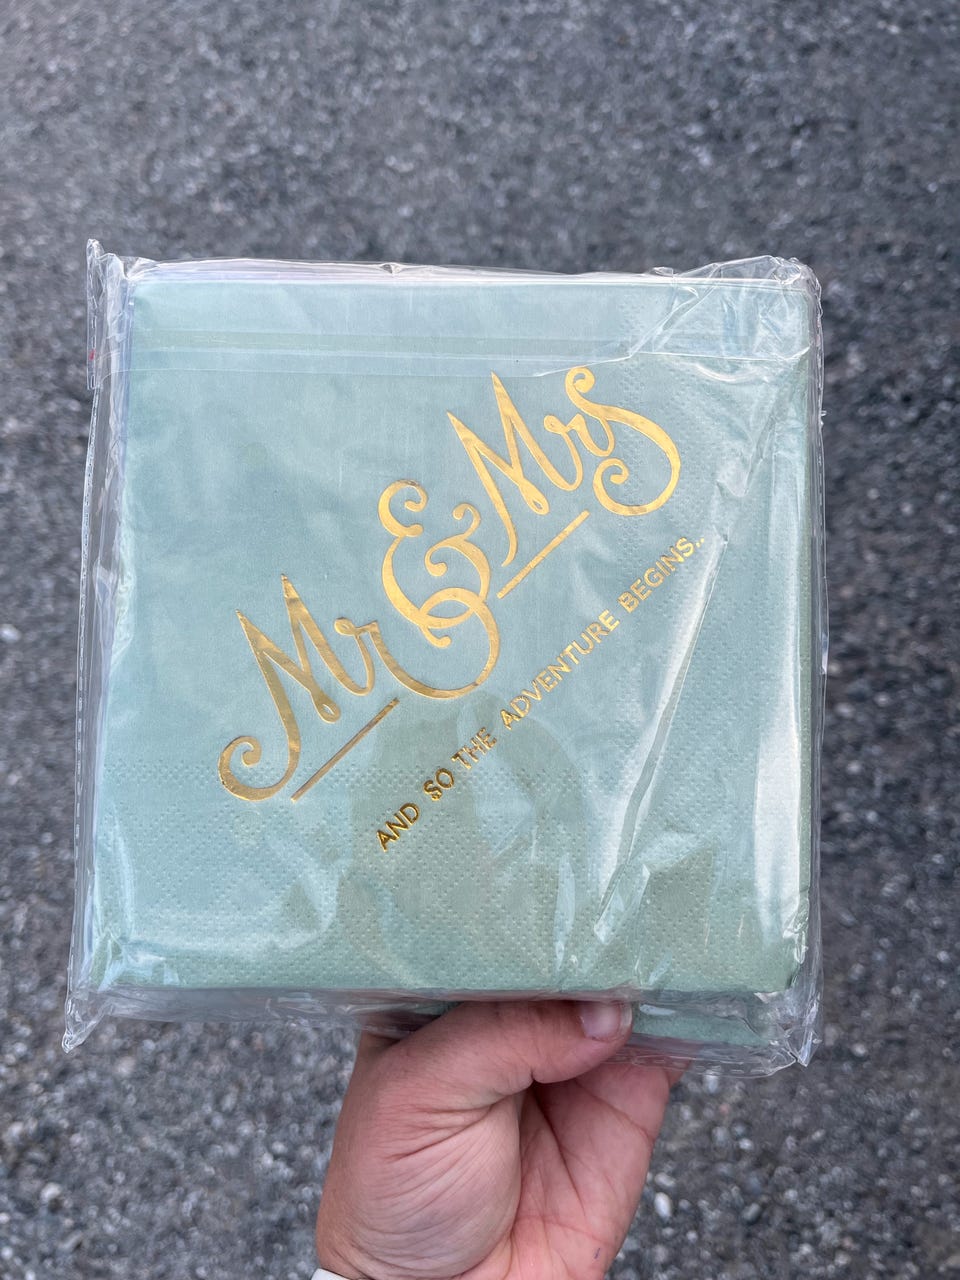 Mr & Mrs
AND SO THE ADVENTURE BEGINS..